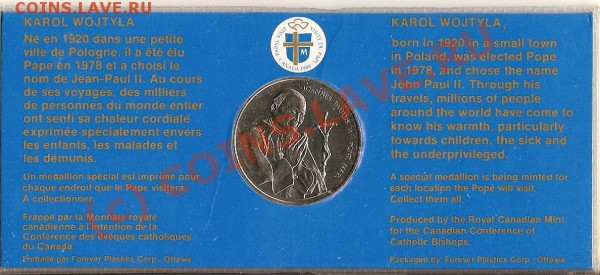 COINS.LAVE.RU
KAROL WOJTYLA
Né en 1920 dans une petite
ville de Pologne, il a été élu
Pape en 1978 et a choisi le
nom de Jean-Paul II. Au cours
de ses voyages, des milliers
de personnes du monde entier
ont senti sa chaleur cordiale
exprimée spécialement envers
les enfants, les malades et
les démunis.
Un medaillon spécial est imprimé pour
chaque endroit que le Pape visitera.
À collectionner.
Frappé par la Monnaie royale
canadienne à l'intention de la
Conférence des évêques catholiques
du Canada.
Emballé par Forever Plastics Corp., Ottawa
PAPAL VISIT
VISITE DU PAPE
CANADA 1984
M
KAROL WOJTYLA,
born in 1920 in a small town
in Poland, was elected Pope
in 1978, and chose the name
John Paul II. Through his
travels, millions of people
around the world have come
to know his warmth, particularly
towards children, the sick and
the underprivileged.
A special medallion is being minted for
each location the Pope will visit.
Collect them all.
Produced by the Royal Canadian Mint
for the Canadian Conference of
Catholic Bishops.
Packaged by: Forever Plastics Corp., Ottawa
(C) COINS.LAVE.RU